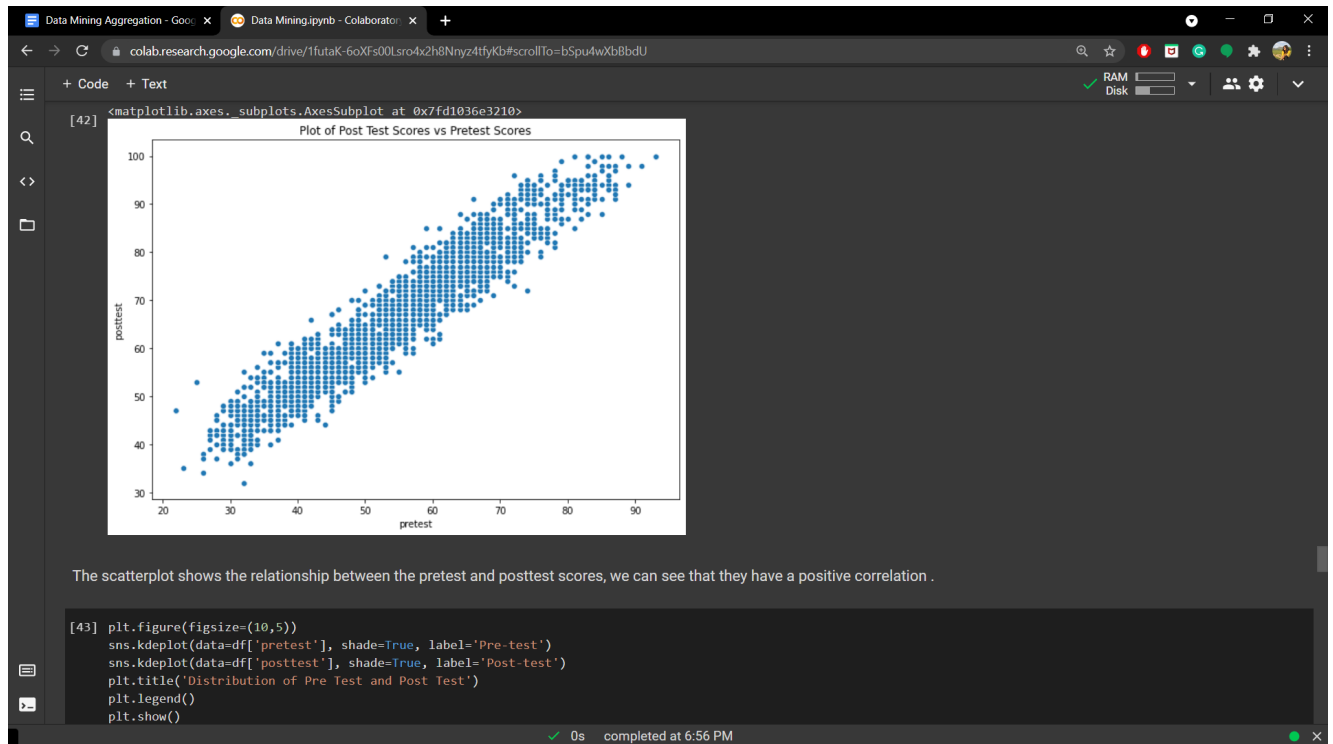 Data Mining Aggregation - Goog
Data Mining.ipynb - Colaboratory
colab.research.google.com/drive/1futaK-6oXFs00Lsro4x2h8Nnyz4tfyKb#scrollTo=bSpu4wXbBbdU
+ Code + Text
RAM
Disk
[42]
<matplotlib.axes._subplots.AxesSubplot at 0x7fd1036e3210>
Plot of Post Test Scores vs Pretest Scores
100
90
80
70
60
50
40
30
posttest
20 30 40 50 60 70 80 90
pretest
The scatterplot shows the relationship between the pretest and posttest scores, we can see that they have a positive correlation .
[43] plt.figure(figsize=(10,5))
sns.kdeplot(data=df['pretest'], shade=True, label='Pre-test')
sns.kdeplot(data=df['posttest'], shade=True, label='Post-test')
plt.title('Distribution of Pre Test and Post Test')
plt.legend()
plt.show()
0s completed at 6:56 PM